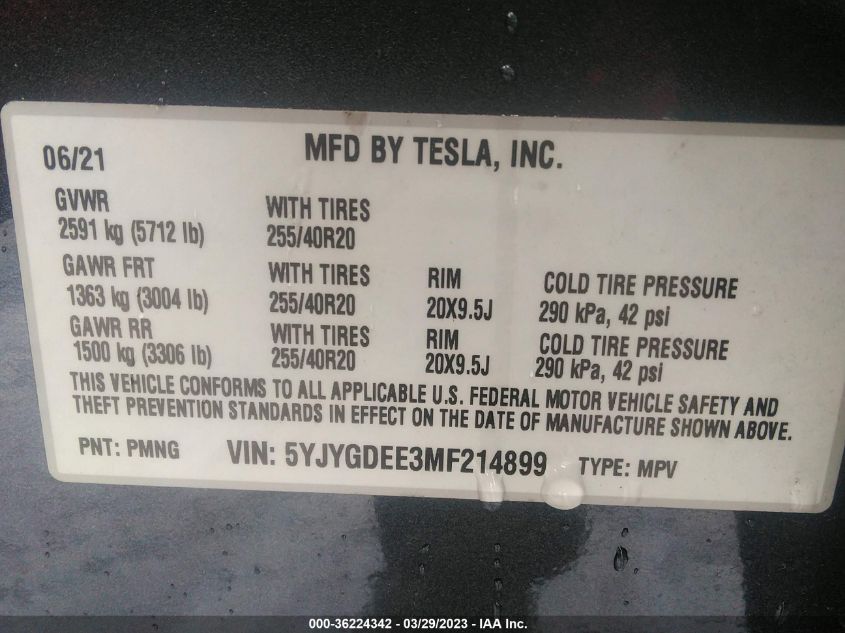 06/21
MFD BY TESLA, INC.
GVWR
2591 kg (5712 lb)
WITH TIRES
255/40R20
GAWR FRT
1363 kg (3004 lb)
WITH TIRES
255/40R20
RIM
20X9.5J
COLD TIRE PRESSURE
290 kPa, 42 psi
GAWR RR
1500 kg (3306 lb)
WITH TIRES
255/40R20
RIM
20X9.5J
COLD TIRE PRESSURE
290 kPa, 42 psi
THIS VEHICLE CONFORMS TO ALL APPLICABLE U.S. FEDERAL MOTOR VEHICLE SAFETY AND
THEFT PREVENTION STANDARDS IN EFFECT ON THE DATE OF MANUFACTURE SHOWN ABOVE.
PNT: PMNG VIN: 5YJYGDEE3MF214899 TYPE: MPV
000-36224342 — 03/29/2023 — IAA Inc.